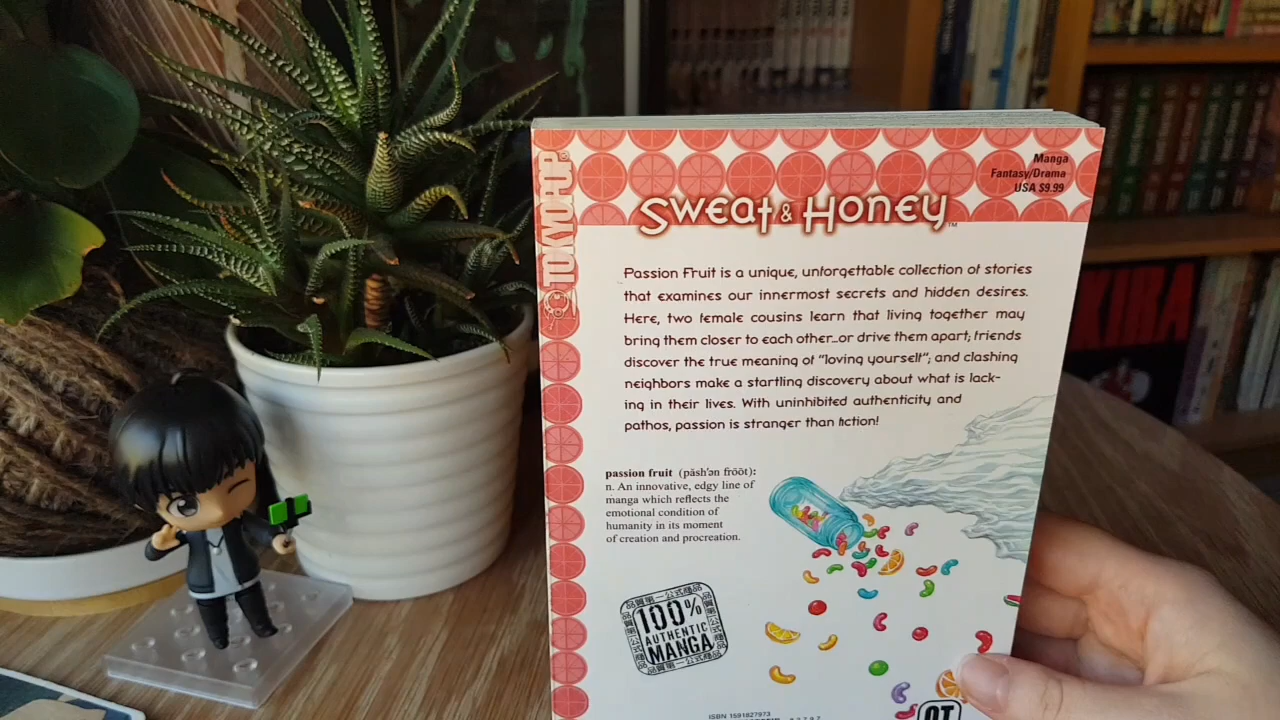 Manga
Fantasy/Drama
USA $9.99
TOKYOPOP®
Sweat & Honey™
Passion Fruit is a unique, unforgettable collection of stories
that examines our innermost secrets and hidden desires.
Here, two female cousins learn that living together may
bring them closer to each other...or drive them apart; friends
discover the true meaning of "loving yourself"; and clashing
neighbors make a startling discovery about what is lack-
ing in their lives. With uninhibited authenticity and
pathos, passion is stranger than fiction!
passion fruit (păsh'ən frōōt):
n. An innovative, edgy line of
manga which reflects the
emotional condition of
humanity in its moment
of creation and procreation.
100%
AUTHENTIC
MANGA
ISBN 1591827973
OT